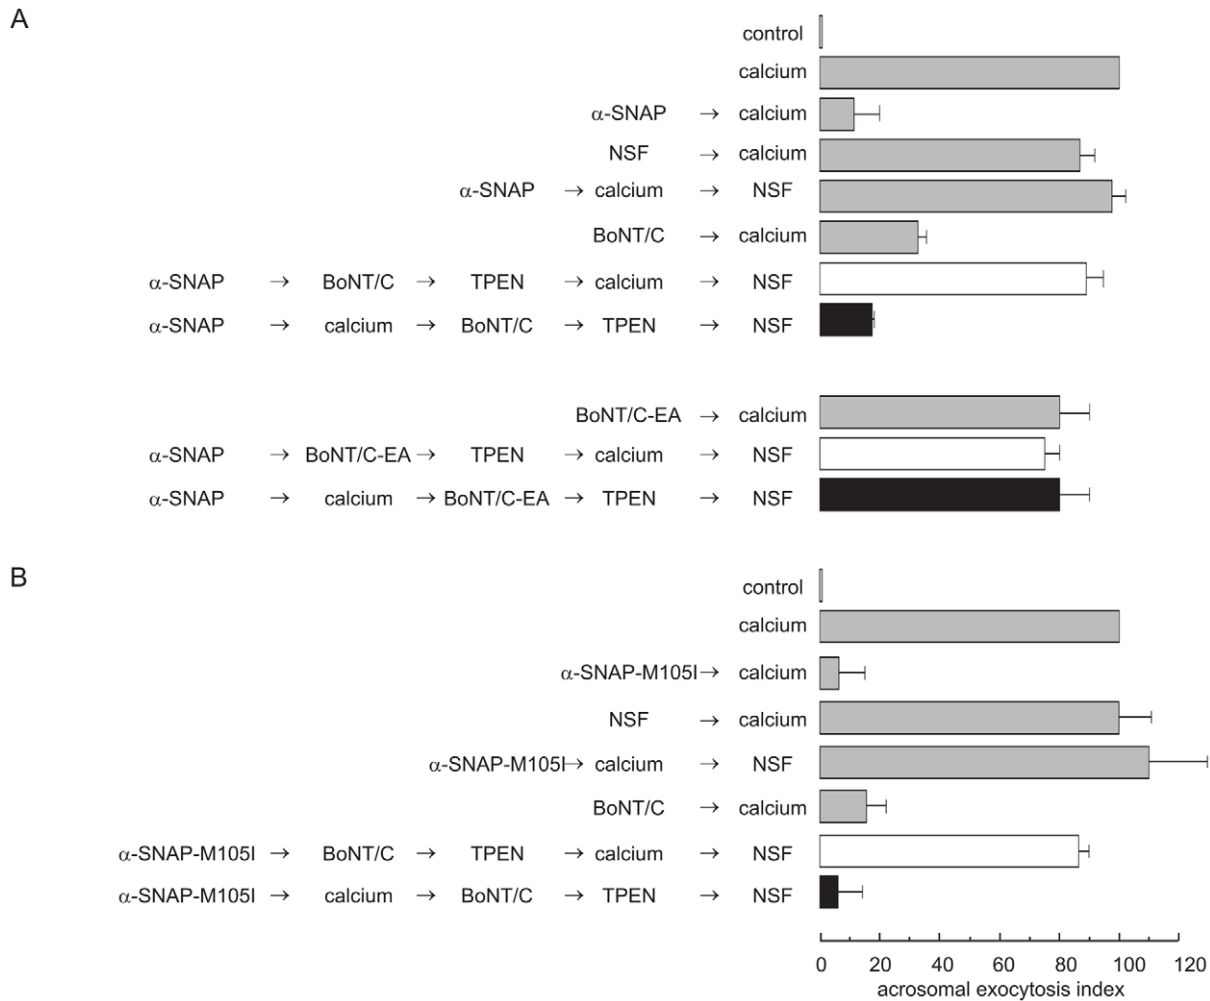 A
control
calcium
α-SNAP → calcium
NSF → calcium
α-SNAP → calcium → NSF
BoNT/C → calcium
α-SNAP → BoNT/C → TPEN → calcium → NSF
α-SNAP → calcium → BoNT/C → TPEN → NSF
BoNT/C-EA → calcium
α-SNAP → BoNT/C-EA → TPEN → calcium → NSF
α-SNAP → calcium → BoNT/C-EA → TPEN → NSF
B
control
calcium
α-SNAP-M105I → calcium
NSF → calcium
α-SNAP-M105I → calcium → NSF
BoNT/C → calcium
α-SNAP-M105I → BoNT/C → TPEN → calcium → NSF
α-SNAP-M105I → calcium → BoNT/C → TPEN → NSF
0 20 40 60 80 100 120
acrosomal exocytosis index